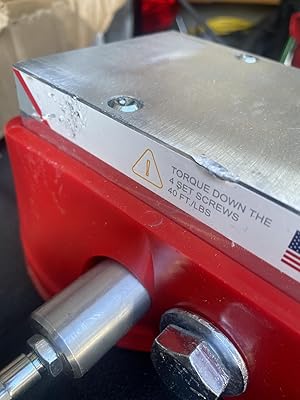 TORQUE DOWN THE
4 SET SCREWS
40 FT./LBS